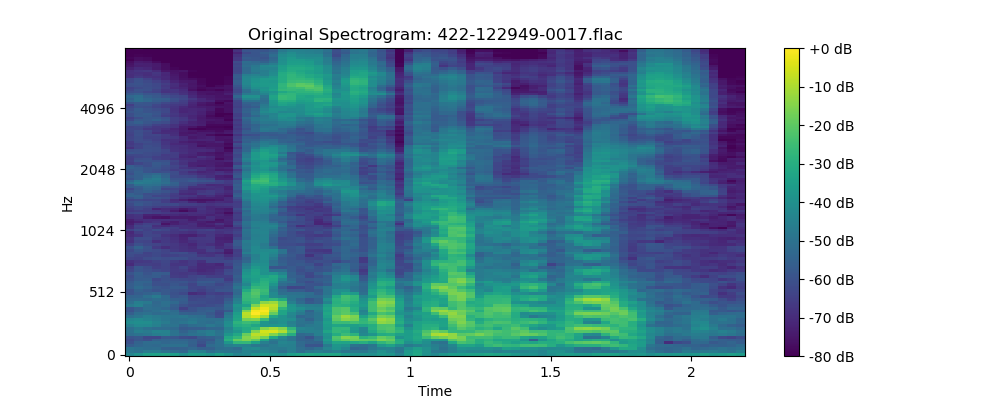 Original Spectrogram: 422-122949-0017.flac
Hz
4096
2048
1024
512
0
0
0.5
1
1.5
2
Time
+0 dB
-10 dB
-20 dB
-30 dB
-40 dB
-50 dB
-60 dB
-70 dB
-80 dB